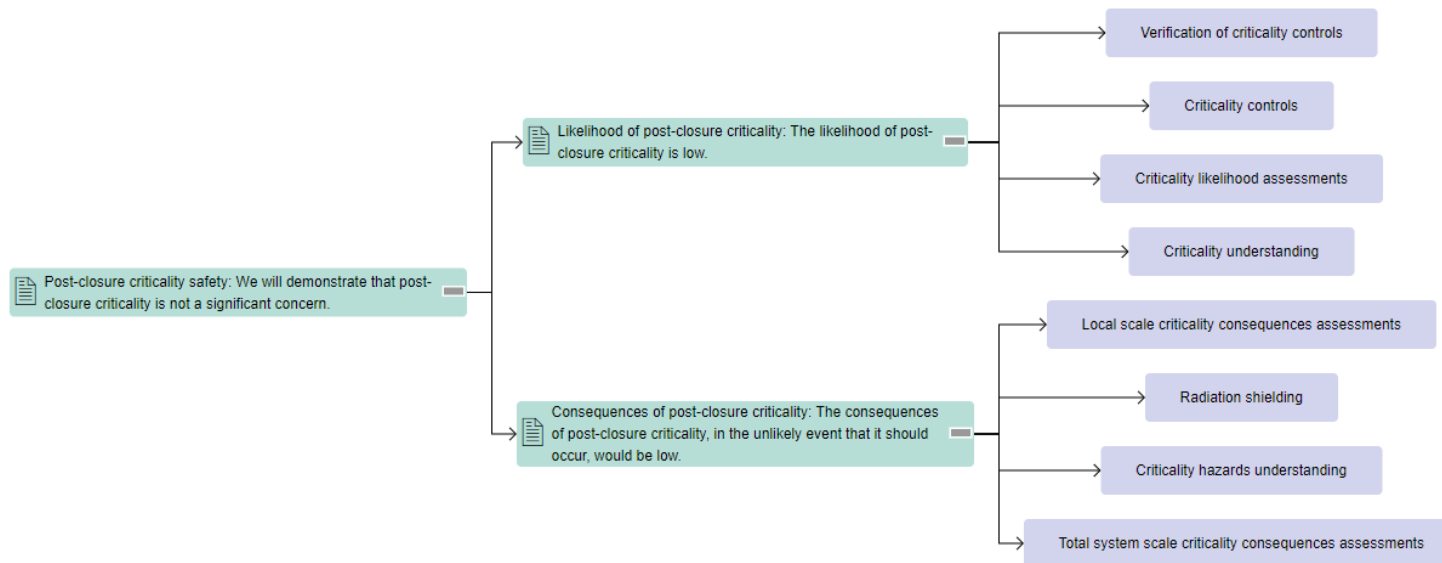 Verification of criticality controls
Criticality controls
Likelihood of post-closure criticality: The likelihood of post-
closure criticality is low.
Criticality likelihood assessments
Criticality understanding
Post-closure criticality safety: We will demonstrate that post-
closure criticality is not a significant concern.
Local scale criticality consequences assessments
Radiation shielding
Consequences of post-closure criticality: The consequences
of post-closure criticality, in the unlikely event that it should
occur, would be low.
Criticality hazards understanding
Total system scale criticality consequences assessments